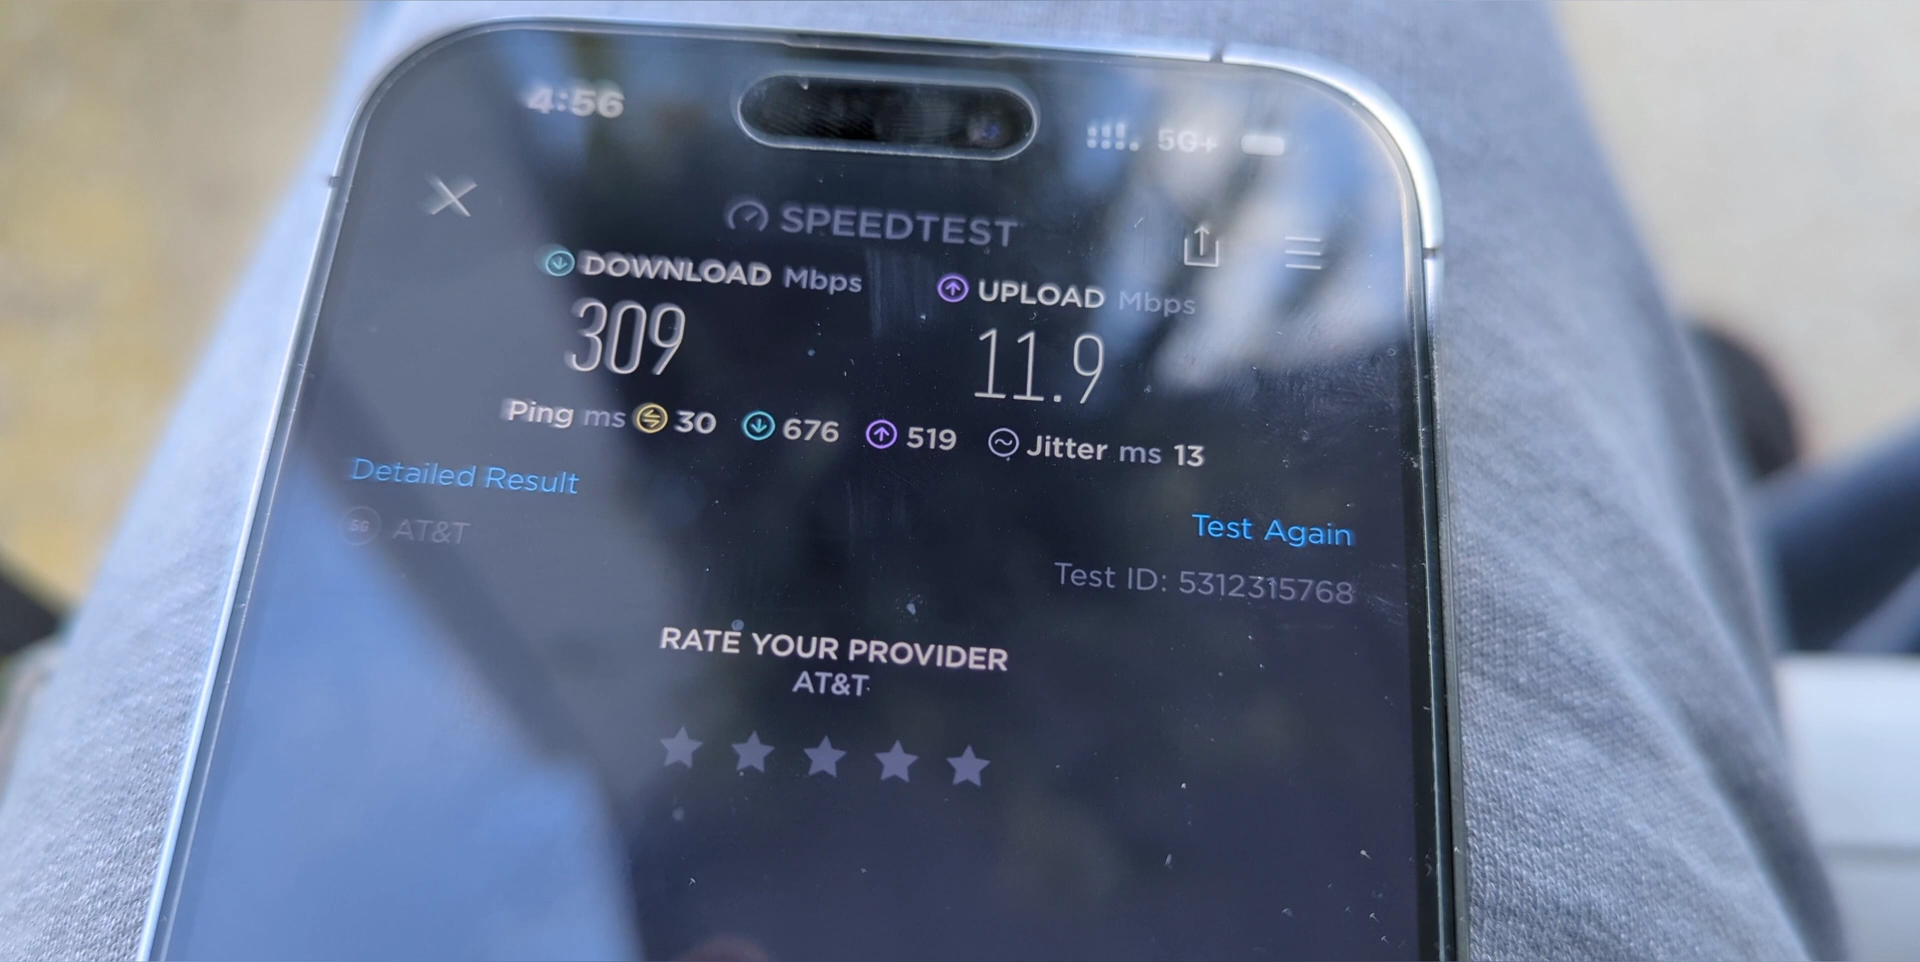 4:56
5G+
SPEEDTEST
DOWNLOAD Mbps
309
UPLOAD Mbps
11.9
Ping ms 30 676 519 Jitter ms 13
Detailed Result
5G AT&T
Test Again
Test ID: 5312315768
RATE YOUR PROVIDER
AT&T